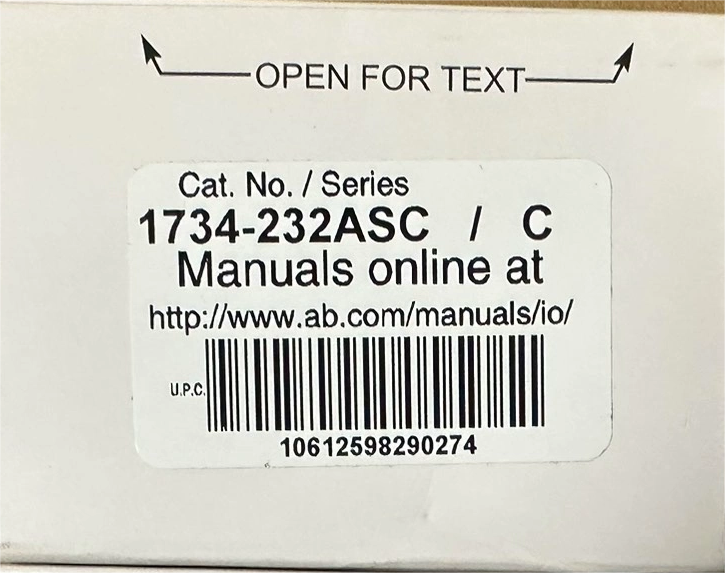 OPEN FOR TEXT
Cat. No. / Series
1734-232ASC / C
Manuals online at
http://www.ab.com/manuals/io/
U.P.C.
10612598290274